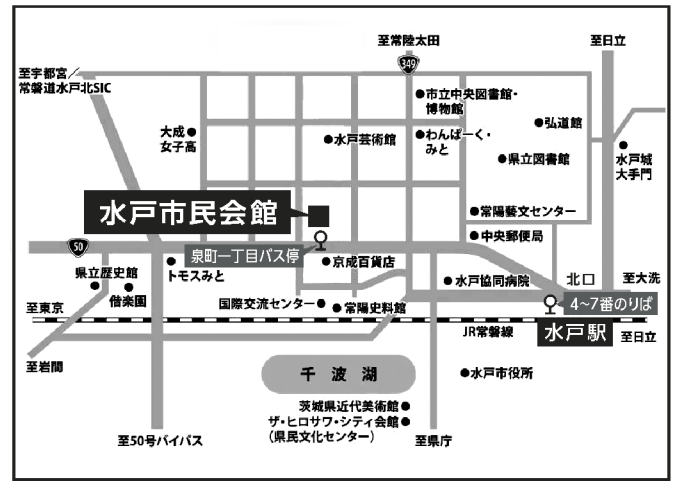 至常陸太田
至日立
至宇都宮／
常磐道水戸北SIC
349
●市立中央図書館・
博物館
大成●
女子高
●水戸芸術館
●わんぱーく・
みと
●弘道館
●県立図書館
●
水戸城
大手門
水戸市民会館
●常陽藝文センター
●中央郵便局
50
泉町一丁目バス停
県立歴史館
●
●
偕楽園
●
トモスみと
●京成百貨店
●水戸協同病院
北口
至大洗
4～7番のりば
至東京
国際交流センター●
●常陽史料館
JR常磐線
水戸駅
至日立
至岩間
千波湖
●水戸市役所
茨城県近代美術館●
ザ・ヒロサワ・シティ会館●
（県民文化センター）
至50号バイパス
至県庁